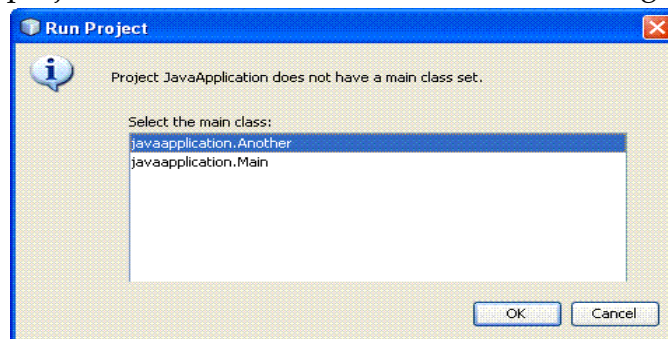 Run Project
Project JavaApplication does not have a main class set.
Select the main class:
javaapplication.Another
javaapplication.Main
OK Cancel